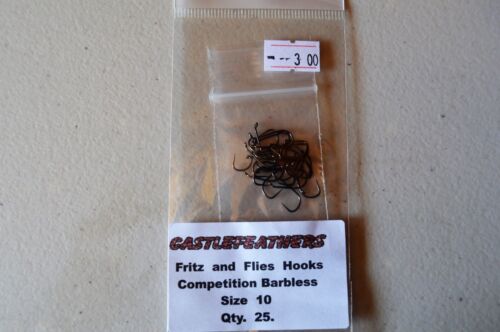 3 00
CASTLEFEATHERS
Fritz and Flies Hooks
Competition Barbless
Size 10
Qty. 25.